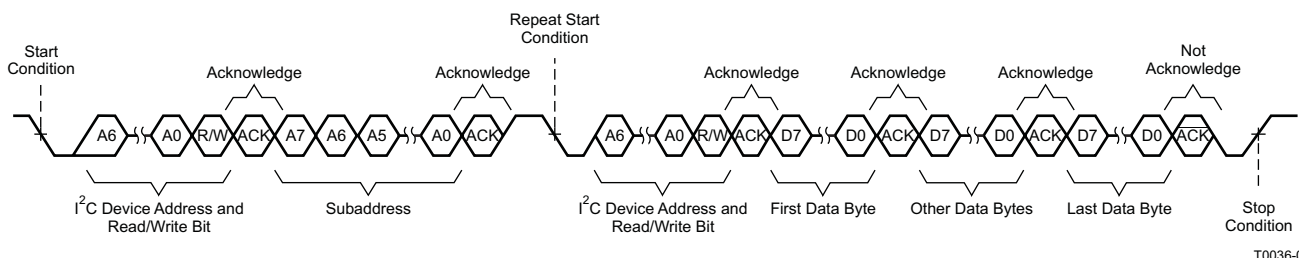 Repeat Start
Condition
Start
Condition
Not
Acknowledge
Acknowledge
Acknowledge
Acknowledge
Acknowledge
Acknowledge
A6 A0 R/W ACK A7 A6 A5 A0 ACK A6 A0 R/W ACK D7 D0 ACK D7 D0 ACK D7 D0 ACK
I²C Device Address and
Read/Write Bit
Subaddress
I²C Device Address and
Read/Write Bit
First Data Byte
Other Data Bytes
Last Data Byte
Stop
Condition
T0036-0